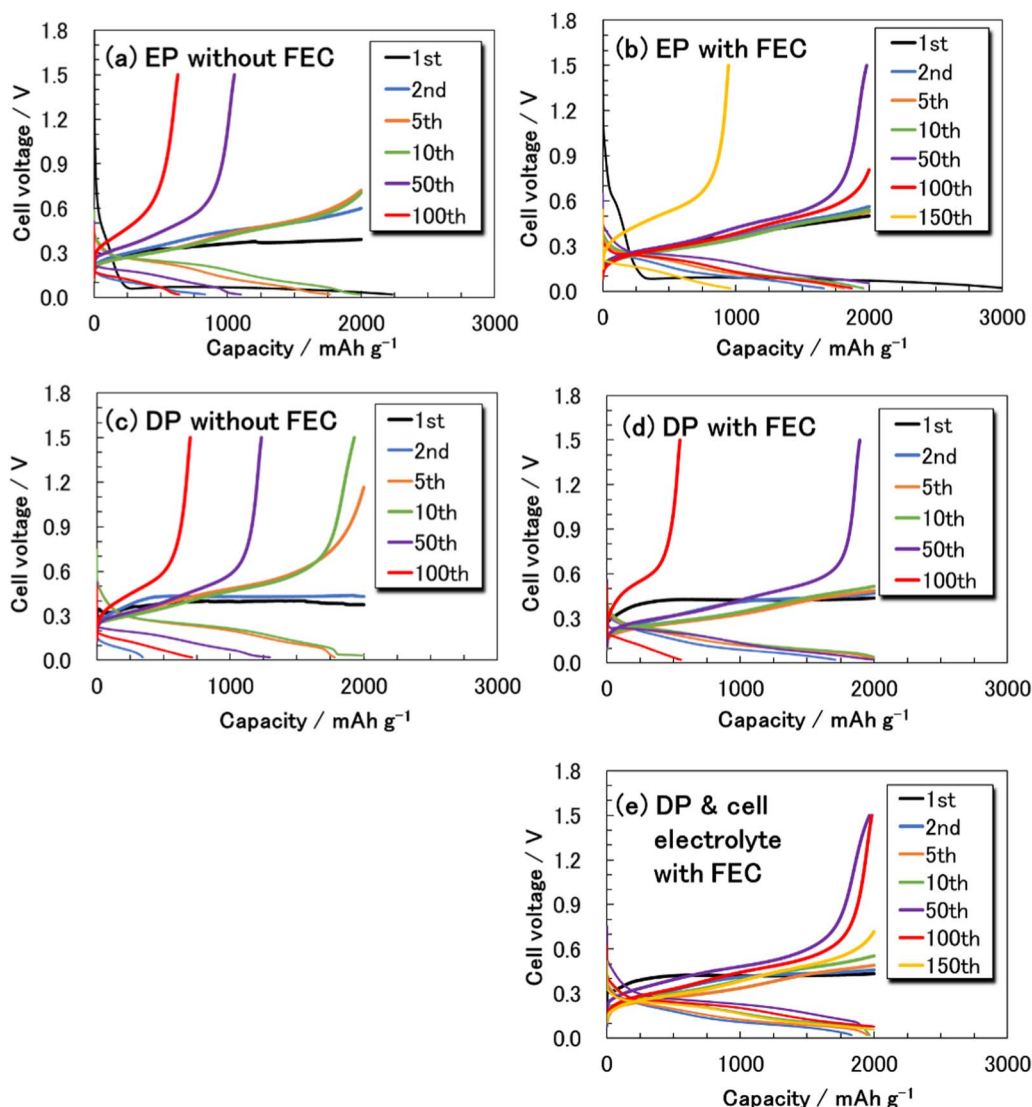 (a) EP without FEC
Cell voltage / V
1.8
1.5
1.2
0.9
0.6
0.3
0.0
0
1000
2000
3000
Capacity / mAh g⁻¹
1st
2nd
5th
10th
50th
100th
(b) EP with FEC
Cell voltage / V
1.8
1.5
1.2
0.9
0.6
0.3
0.0
0
1000
2000
3000
Capacity / mAh g⁻¹
1st
2nd
5th
10th
50th
100th
150th
(c) DP without FEC
Cell voltage / V
1.8
1.5
1.2
0.9
0.6
0.3
0.0
0
1000
2000
3000
Capacity / mAh g⁻¹
1st
2nd
5th
10th
50th
100th
(d) DP with FEC
Cell voltage / V
1.8
1.5
1.2
0.9
0.6
0.3
0.0
0
1000
2000
3000
Capacity / mAh g⁻¹
1st
2nd
5th
10th
50th
100th
(e) DP & cell
electrolyte
with FEC
Cell voltage / V
1.8
1.5
1.2
0.9
0.6
0.3
0.0
0
1000
2000
3000
Capacity / mAh g⁻¹
1st
2nd
5th
10th
50th
100th
150th